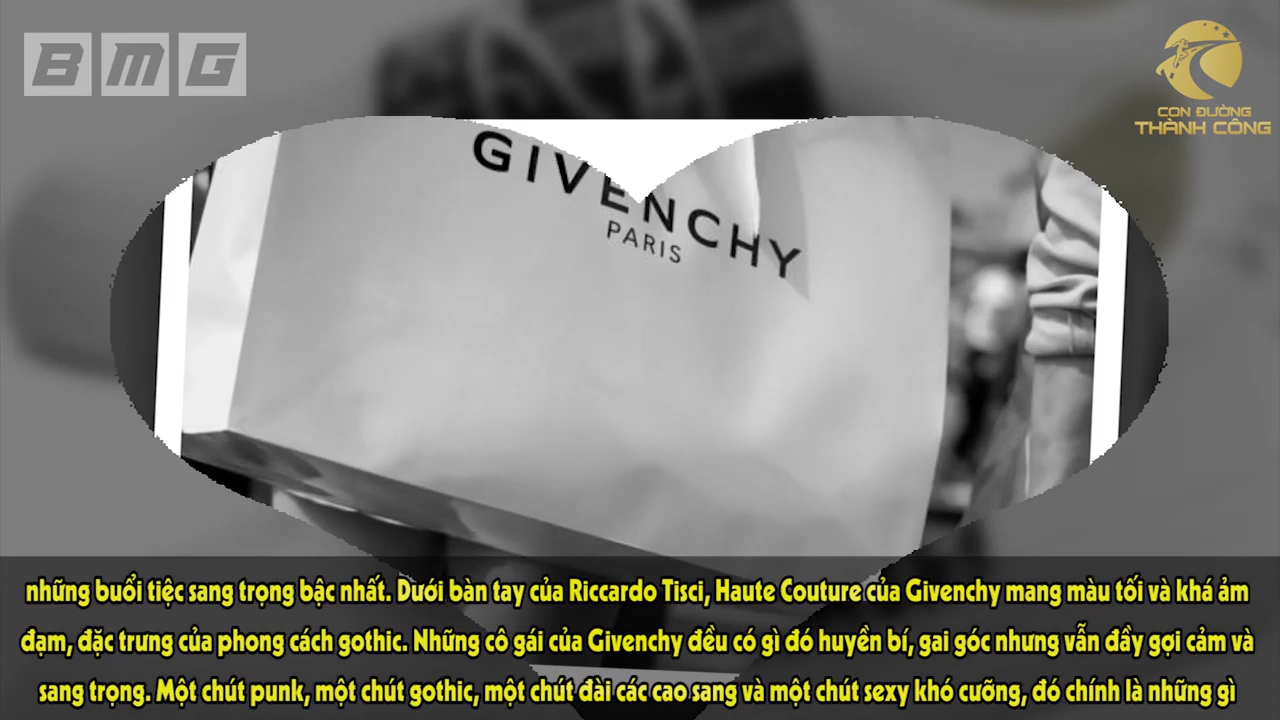 BMG
CON ĐƯỜNG
THÀNH CÔNG
GIVENCHY
PARIS
những buổi tiệc sang trọng bậc nhất. Dưới bàn tay của Riccardo Tisci, Haute Couture của Givenchy mang màu tối và khá ảm
đạm, đặc trưng của phong cách gothic. Những cô gái của Givenchy đều có gì đó huyền bí, gai góc nhưng vẫn đầy gợi cảm và
sang trọng. Một chút punk, một chút gothic, một chút đài các cao sang và một chút sexy khó cưỡng, đó chính là những gì